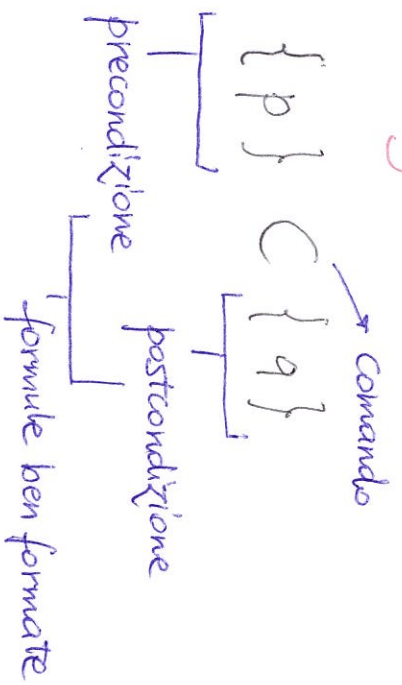 Comando
{p} C {q}
precondizione postcondizione
formule ben formate